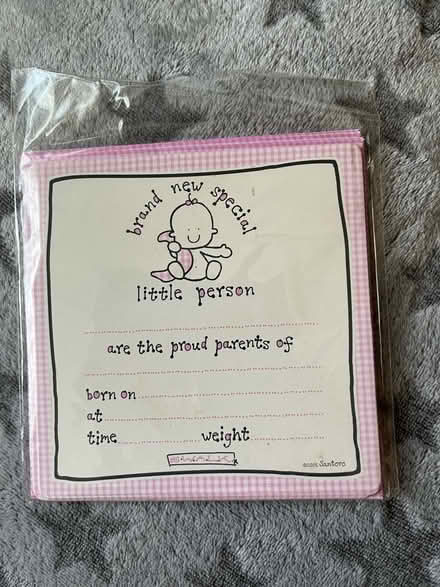 brand new special
little person
are the proud parents of
born on
at
time weight
Santoro